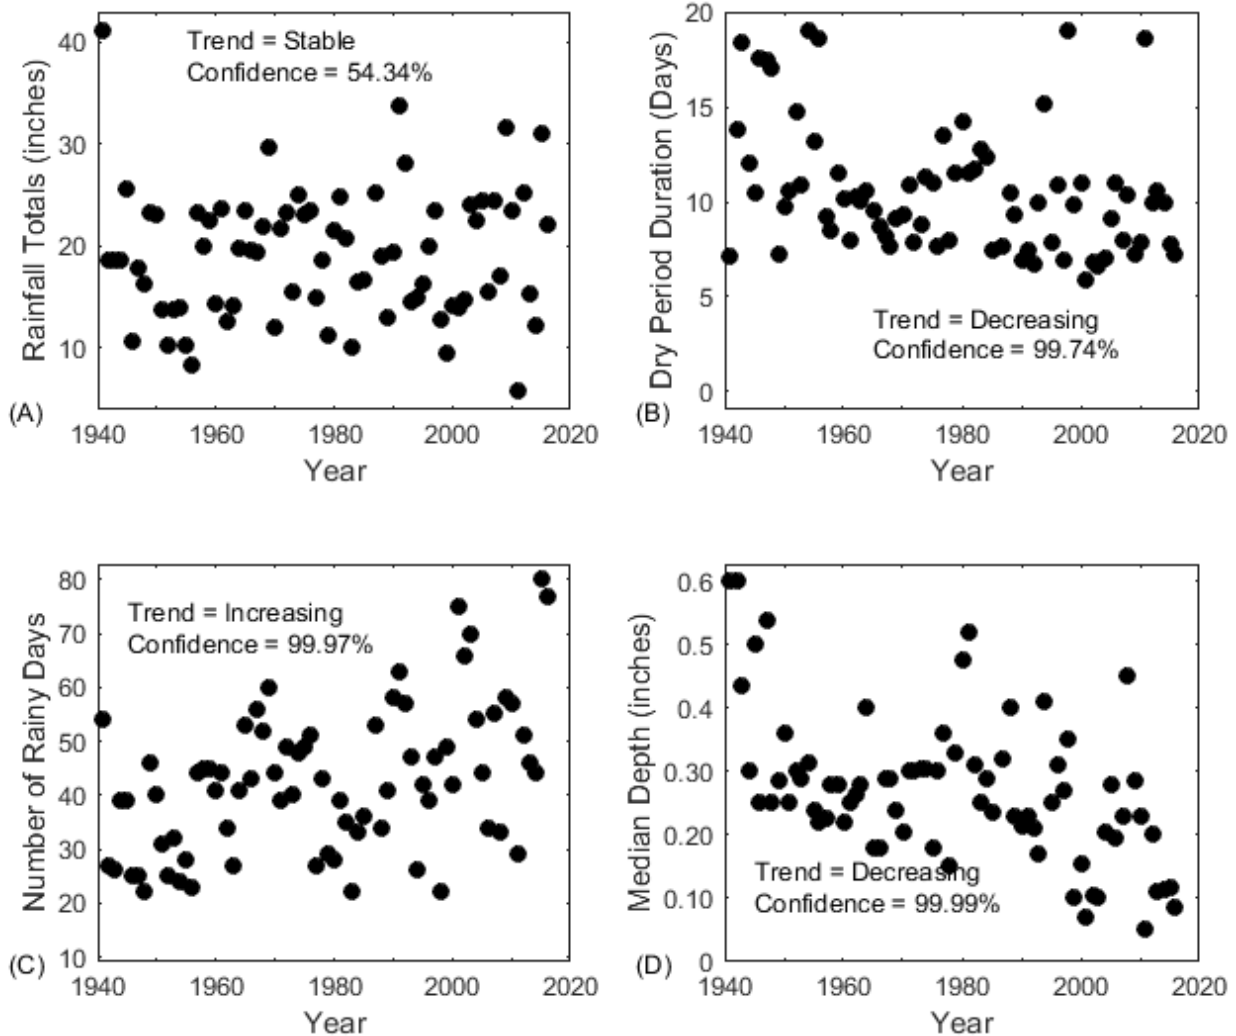 Trend = Stable
Confidence = 54.34%
Rainfall Totals (inches)
40
30
20
10
(A)
1940 1960 1980 2000 2020
Year
Dry Period Duration (Days)
20
15
10
5
0
Trend = Decreasing
Confidence = 99.74%
(B)
1940 1960 1980 2000 2020
Year
Number of Rainy Days
80
70
60
50
40
30
20
10
Trend = Increasing
Confidence = 99.97%
(C)
1940 1960 1980 2000 2020
Year
Median Depth (inches)
0.6
0.5
0.4
0.30
0.20
0.10
0
Trend = Decreasing
Confidence = 99.99%
(D)
1940 1960 1980 2000 2020
Year